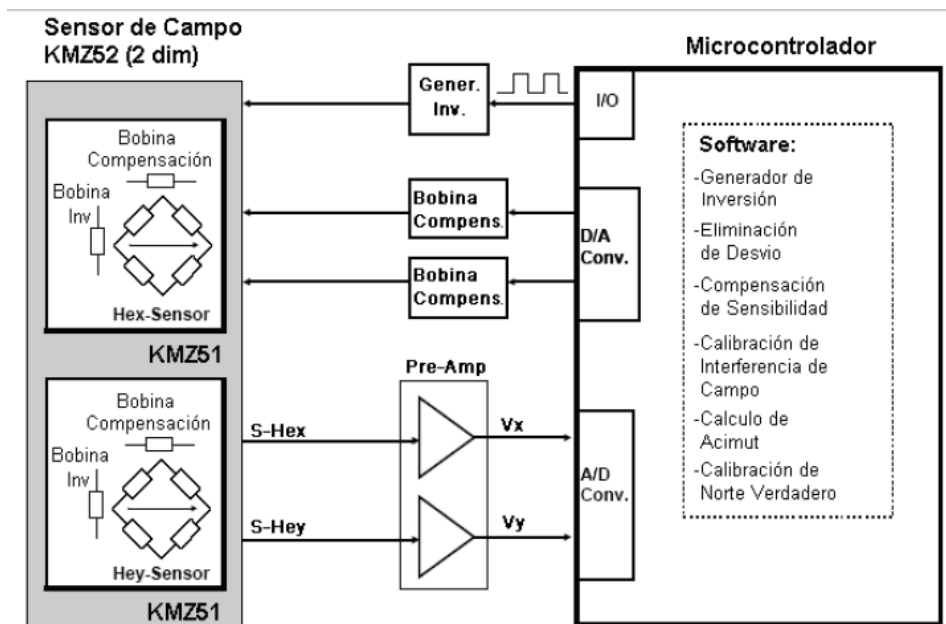 Sensor de Campo
KMZ52 (2 dim)
Bobina
Compensación
Bobina
Inv
Hex-Sensor
KMZ51
Bobina
Compensación
Bobina
Inv
Hey-Sensor
KMZ51
Gener.
Inv.
Bobina
Compens.
Bobina
Compens.
Pre-Amp
S-Hex
Vx
S-Hey
Vy
Microcontrolador
I/O
D/A
Conv.
A/D
Conv.
Software:
-Generador de
Inversión
-Eliminación
de Desvio
-Compensación
de Sensibilidad
-Calibración de
Interferencia de
Campo
-Calculo de
Acimut
-Calibración de
Norte Verdadero